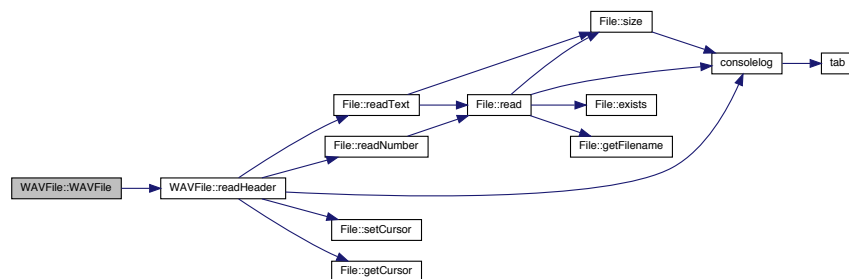 File::size
consolelog
tab
File::readText
File::read
File::exists
File::readNumber
File::getFilename
WAVFile::WAVFile
WAVFile::readHeader
File::setCursor
File::getCursor